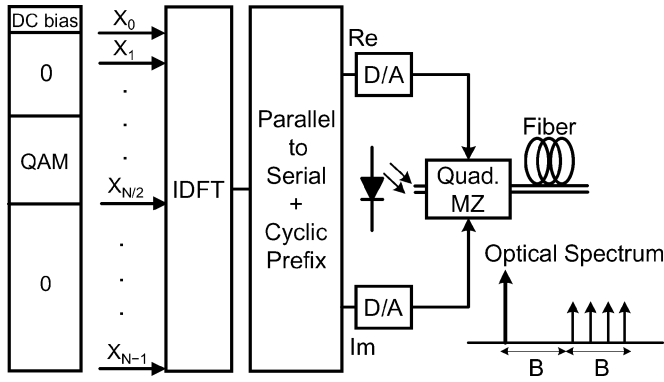 DC bias
0
QAM
0
X0
X1
XN/2
XN−1
IDFT
Parallel
to
Serial
+
Cyclic
Prefix
Re
D/A
D/A
Im
Quad.
MZ
Fiber
Optical Spectrum
B
B